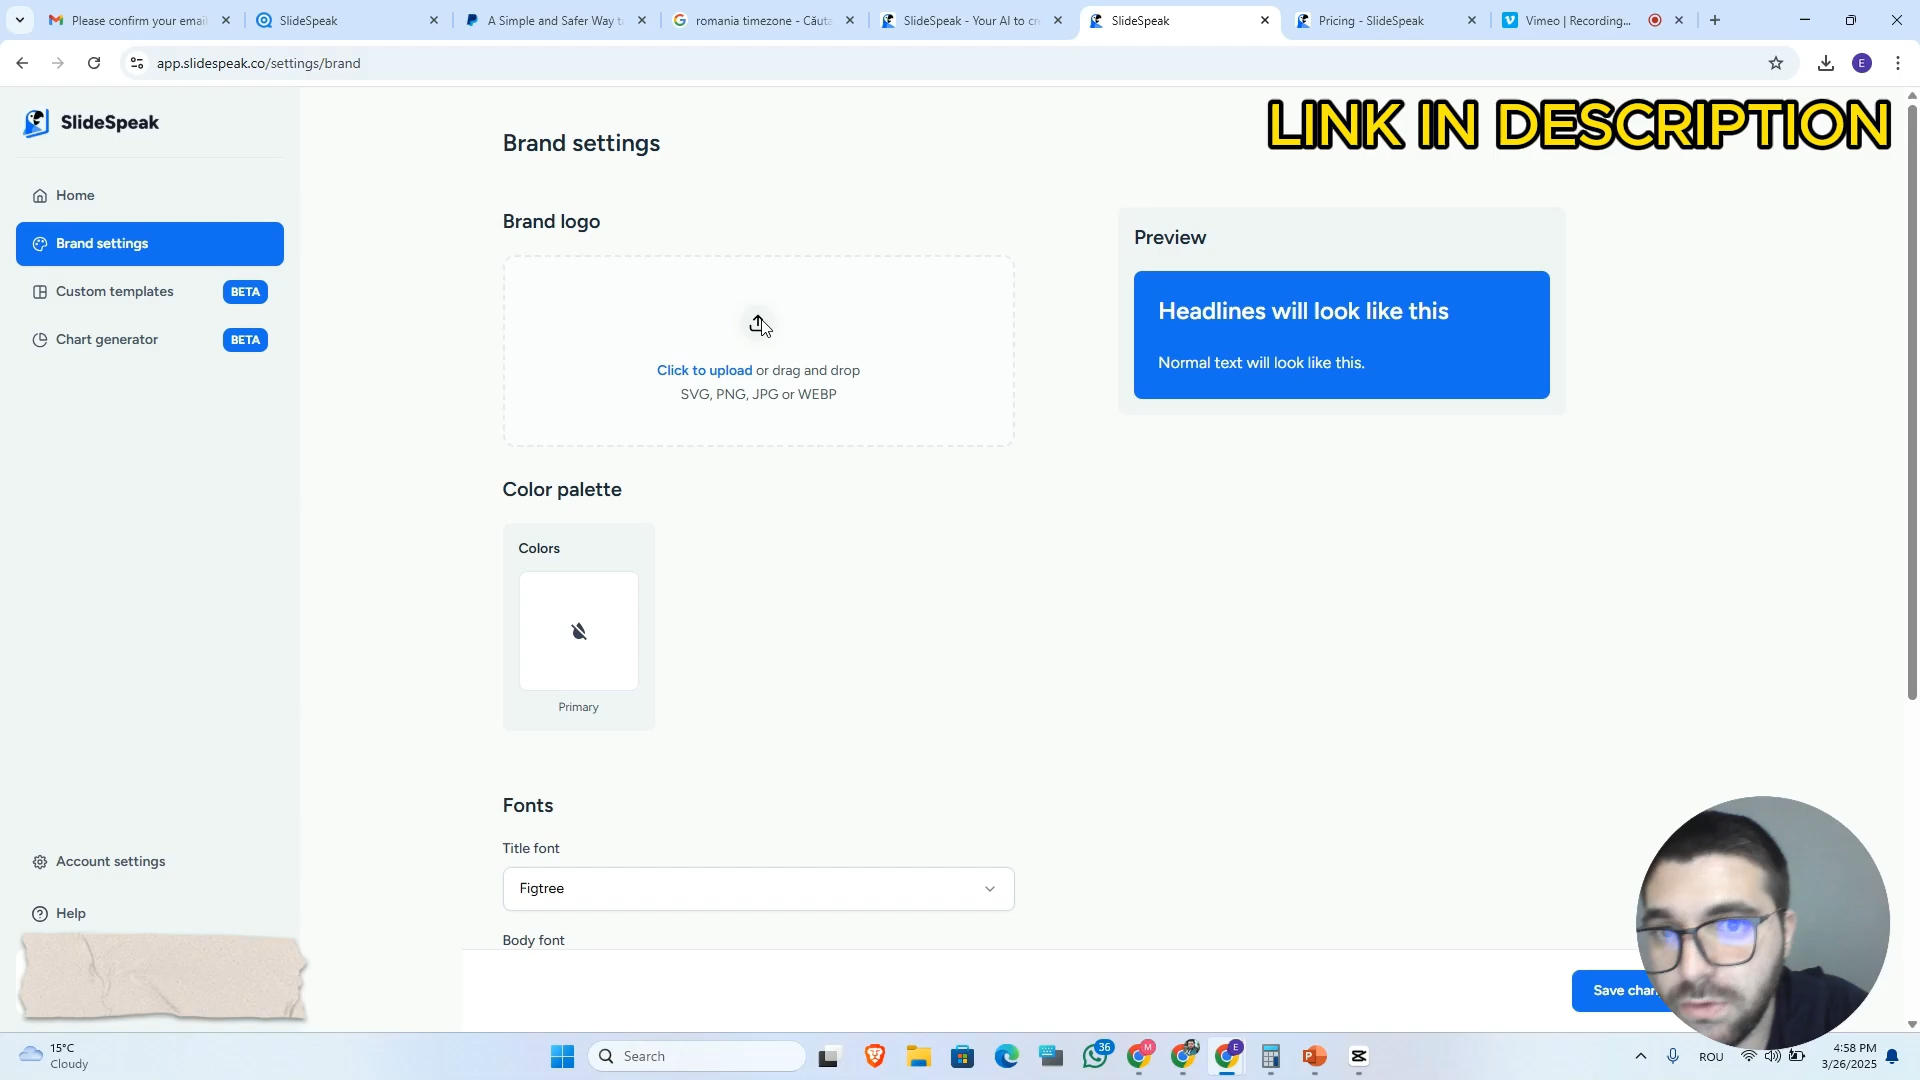 Please confirm your email
SlideSpeak
A Simple and Safer Way to
romania timezone - Căuta
SlideSpeak - Your AI to cr
SlideSpeak
Pricing - SlideSpeak
Vimeo | Recording...
app.slidespeak.co/settings/brand
E
LINK IN DESCRIPTION
SlideSpeak
Home
Brand settings
Custom templates BETA
Chart generator BETA
Account settings
Help
Brand settings
Brand logo
Click to upload or drag and drop
SVG, PNG, JPG or WEBP
Color palette
Colors
Primary
Fonts
Title font
Figtree
Body font
Preview
Headlines will look like this
Normal text will look like this.
Save chan
15°C
Cloudy
Search
36
M
E
ROU
4:58 PM
3/26/2025